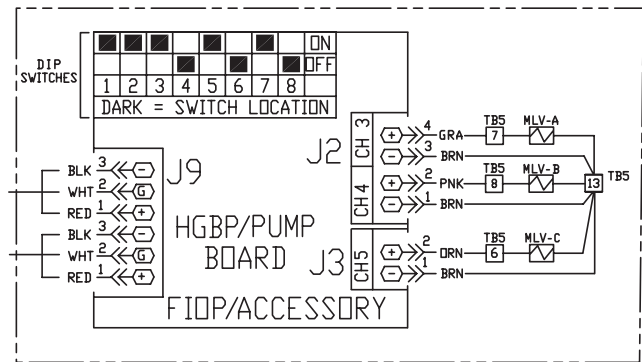 DIP
SWITCHES
ON
OFF
1 2 3 4 5 6 7 8
DARK = SWITCH LOCATION
J9
BLK 3 -
WHT 2 G
RED 1 +
BLK 3 -
WHT 2 G
RED 1 +
HGBP/PUMP
BOARD
FIOP/ACCESSORY
J2
CH 3
+ 4 GRA TB5 7 MLV-A
- 3 BRN
CH 4
+ 2 PNK TB5 8 MLV-B
- 1 BRN
13 TB5
J3
CH5
+ 2 ORN TB5 6 MLV-C
- 1 BRN